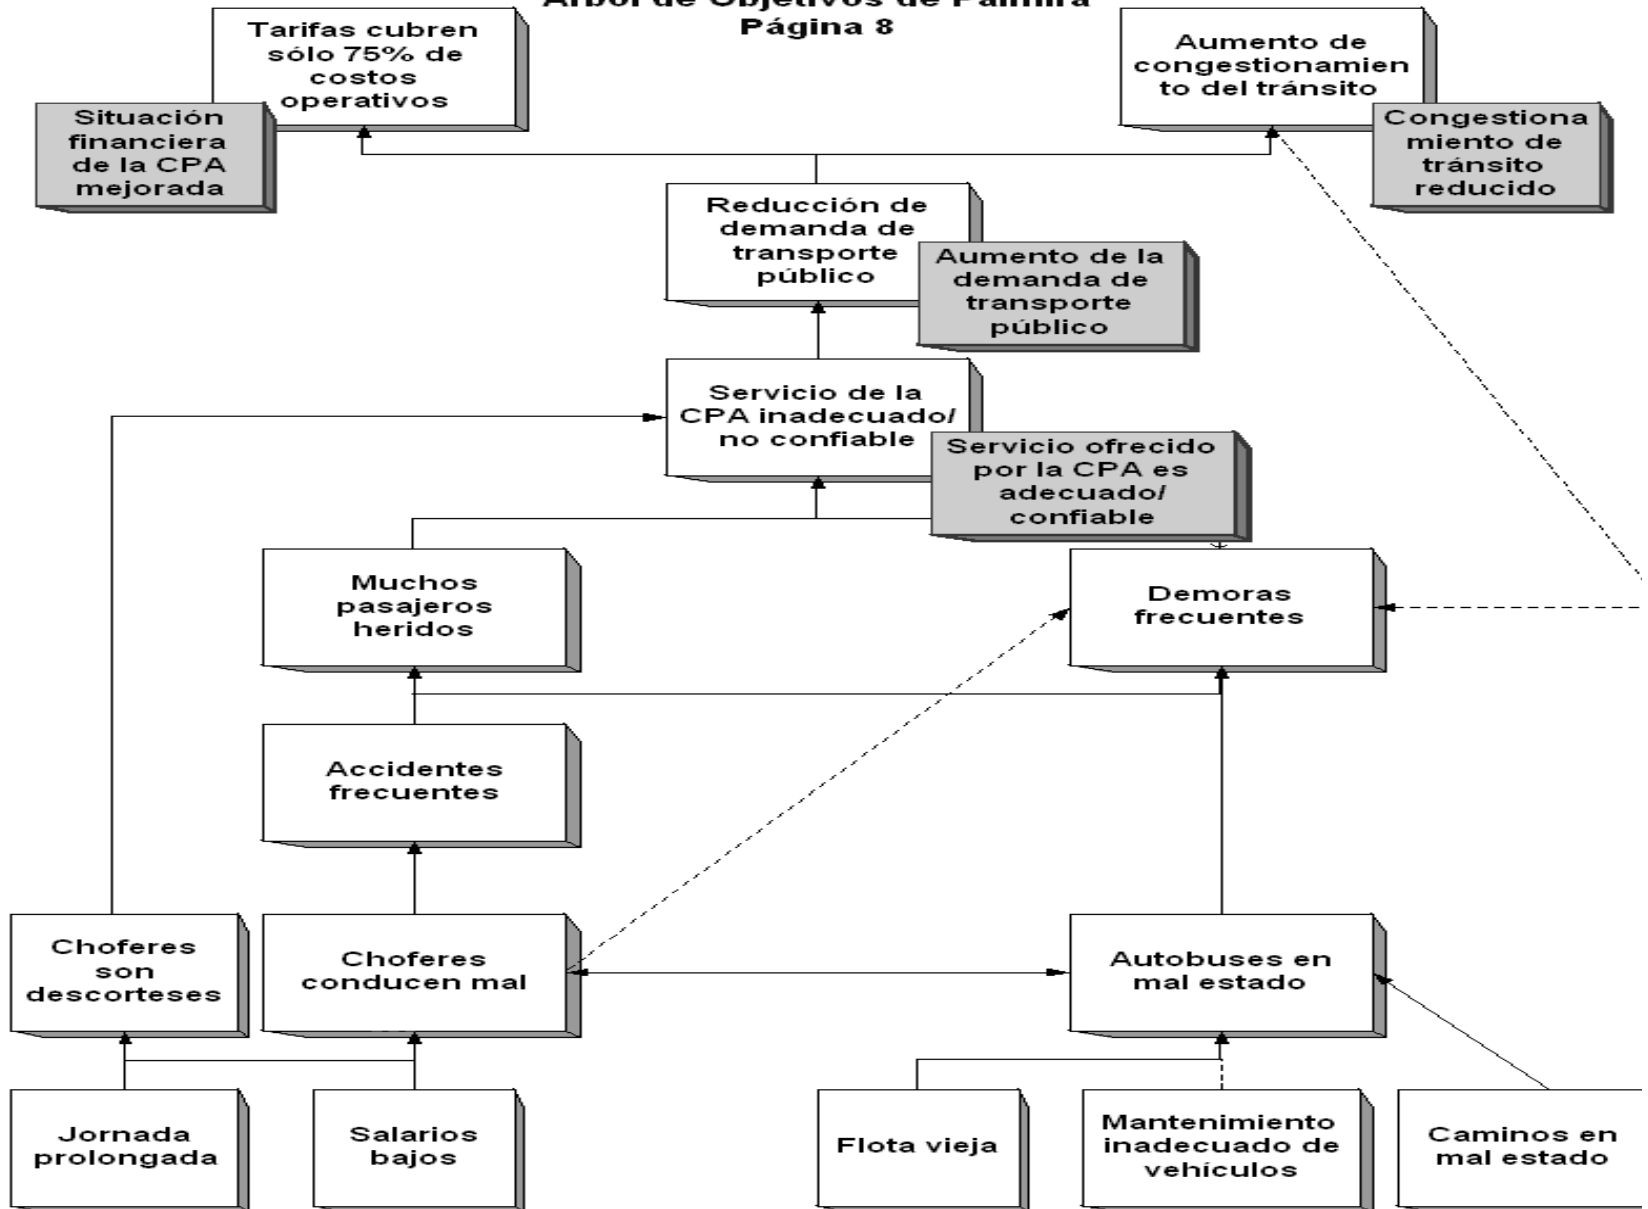 Árbol de Objetivos de Palmira
Página 8
Tarifas cubren
sólo 75% de
costos
operativos
Situación
financiera
de la CPA
mejorada
Aumento de
congestionamien
to del tránsito
Congestiona
miento de
tránsito
reducido
Reducción de
demanda de
transporte
público
Aumento de la
demanda de
transporte
público
Servicio de la
CPA inadecuado/
no confiable
Servicio ofrecido
por la CPA es
adecuado/
confiable
Muchos
pasajeros
heridos
Demoras
frecuentes
Accidentes
frecuentes
Choferes
son
descorteses
Choferes
conducen mal
Autobuses en
mal estado
Jornada
prolongada
Salarios
bajos
Flota vieja
Mantenimiento
inadecuado de
vehículos
Caminos en
mal estado